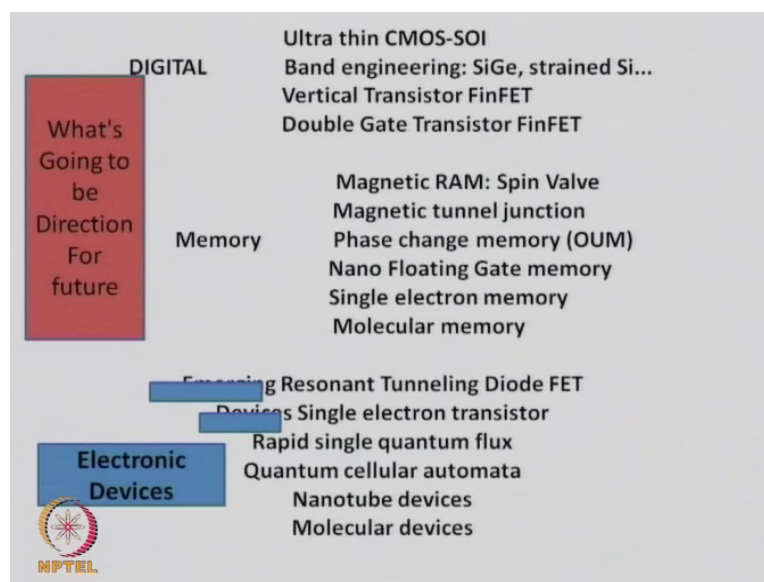 Ultra thin CMOS-SOI
DIGITAL Band engineering: SiGe, strained Si...
Vertical Transistor FinFET
Double Gate Transistor FinFET
What's
Going to
be
Direction
For
future
Magnetic RAM: Spin Valve
Magnetic tunnel junction
Memory Phase change memory (OUM)
Nano Floating Gate memory
Single electron memory
Molecular memory
Emerging Resonant Tunneling Diode FET
Devices Single electron transistor
Rapid single quantum flux
Quantum cellular automata
Nanotube devices
Molecular devices
Electronic
Devices
NPTEL